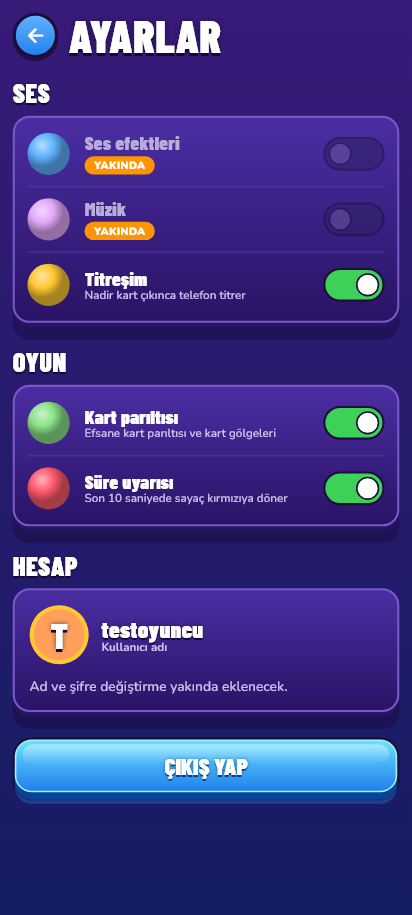 AYARLAR
SES
Ses efektleri
YAKINDA
Müzik
YAKINDA
Titreşim
Nadir kart çıkınca telefon titrer
OYUN
Kart parıltısı
Efsane kart parıltısı ve kart gölgeleri
Süre uyarısı
Son 10 saniyede sayaç kırmızıya döner
HESAP
T
testoyuncu
Kullanıcı adı
Ad ve şifre değiştirme yakında eklenecek.
ÇIKIŞ YAP